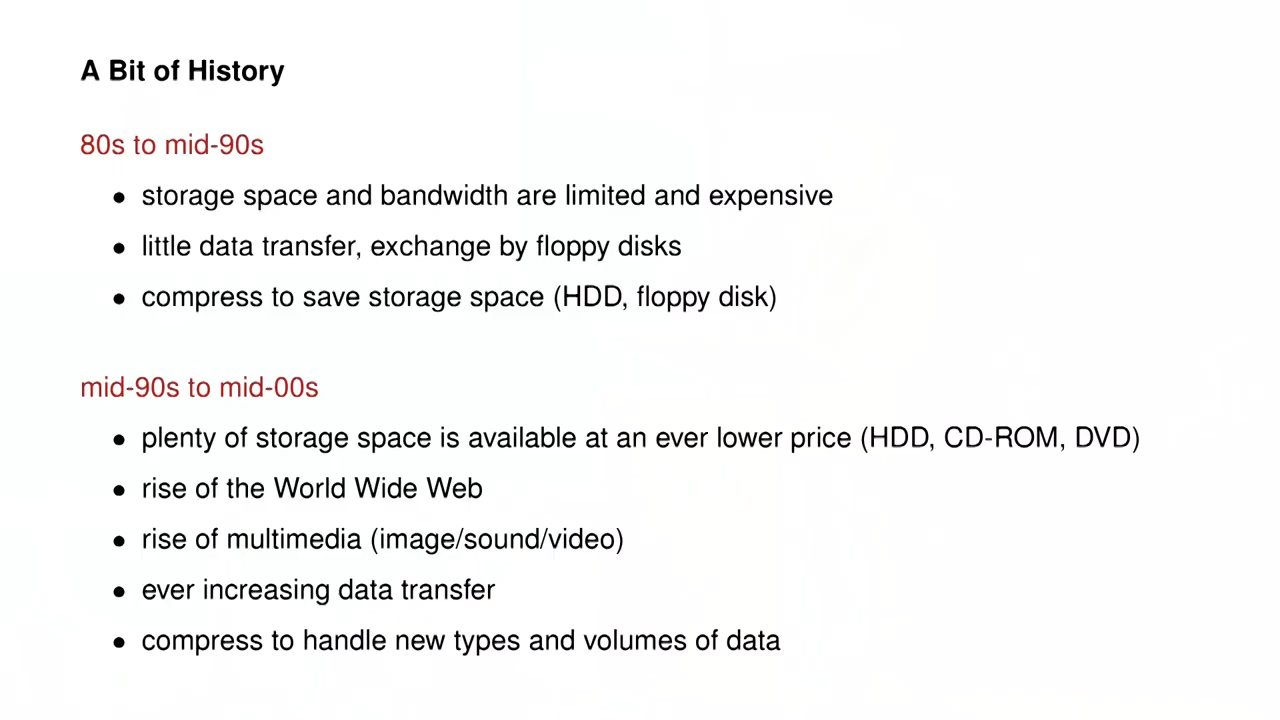 A Bit of History
80s to mid-90s
• storage space and bandwidth are limited and expensive
• little data transfer, exchange by floppy disks
• compress to save storage space (HDD, floppy disk)
mid-90s to mid-00s
• plenty of storage space is available at an ever lower price (HDD, CD-ROM, DVD)
• rise of the World Wide Web
• rise of multimedia (image/sound/video)
• ever increasing data transfer
• compress to handle new types and volumes of data